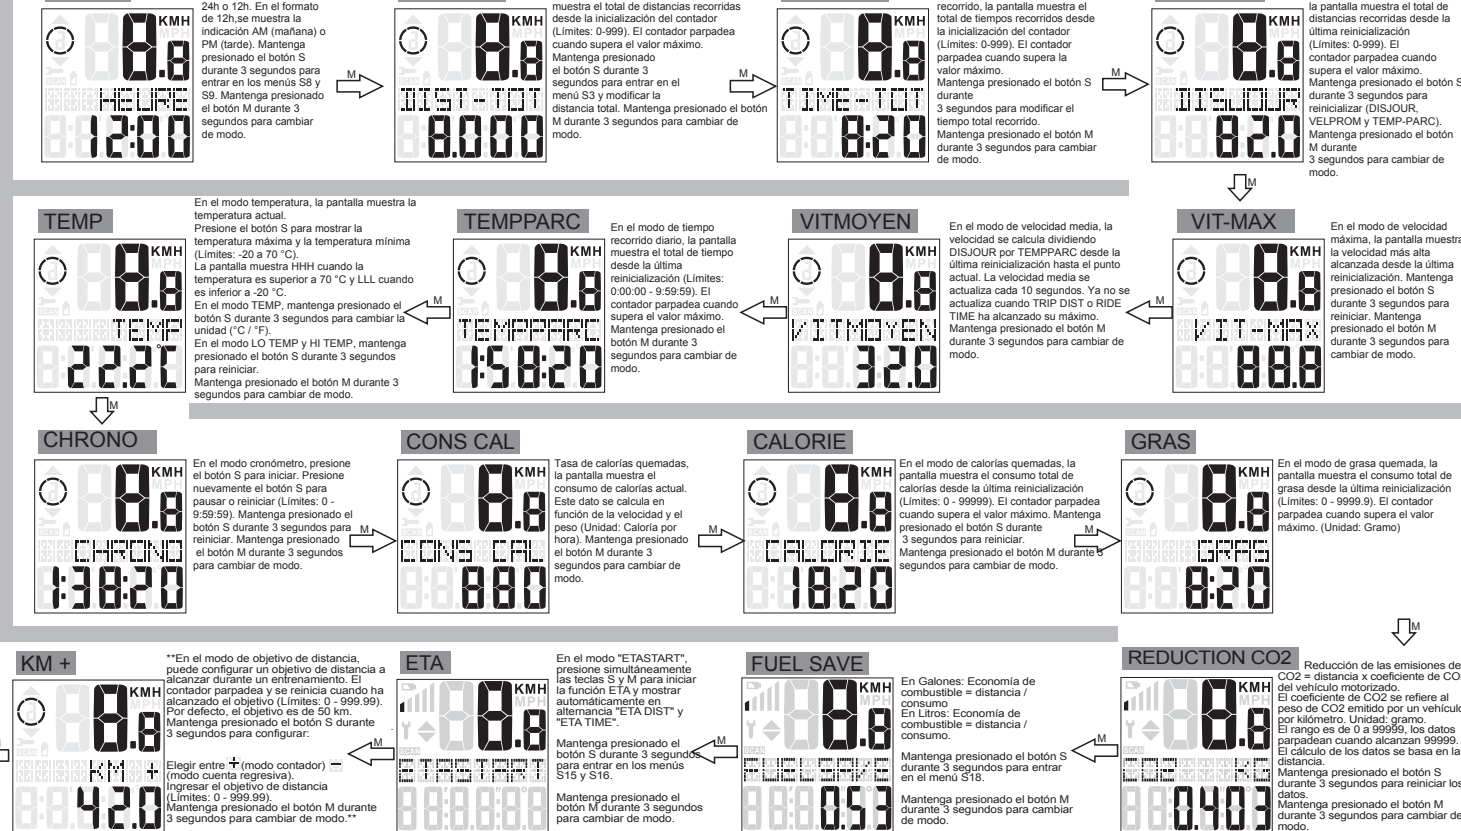 24h o 12h. En el formato
de 12h,se muestra la
indicación AM (mañana) o
PM (tarde). Mantenga
presionado el botón S
durante 3 segundos para
entrar en los menús S8 y
S9. Mantenga presionado
el botón M durante 3
segundos para cambiar
de modo.
KMH
MPH
d
8.8
SCAN
HEURE
12:00
M
muestra el total de distancias recorridas
desde la inicialización del contador
(Límites: 0-999). El contador parpadea
cuando supera el valor máximo.
Mantenga presionado
el botón S durante 3
segundos para entrar en el
menú S3 y modificar la
distancia total. Mantenga presionado el botón
M durante 3 segundos para cambiar de
modo.
KMH
8.8
DIST-TOT
8.000
M
recorrido, la pantalla muestra el
total de tiempos recorridos desde
la inicialización del contador
(Límites: 0-999). El contador
parpadea cuando supera la
valor máximo.
Mantenga presionado el botón S
durante
3 segundos para modificar el
tiempo total recorrido.
Mantenga presionado el botón M
durante 3 segundos para cambiar
de modo.
KMH
8.8
TIME-TOT
8:20
M
la pantalla muestra el total de
distancias recorridas desde la
última reinicialización
(Límites: 0-999). El
contador parpadea cuando
supera el valor máximo.
Mantenga presionado el botón S
durante 3 segundos para
reinicializar (DISJOUR,
VELPROM y TEMP-PARC).
Mantenga presionado el botón
M durante
3 segundos para cambiar de
modo.
KMH
8.8
DISJOUR
82.0
M
TEMP
KMH
8.8
TEMP
22.2°C
En el modo temperatura, la pantalla muestra la
temperatura actual.
Presione el botón S para mostrar la
temperatura máxima y la temperatura mínima
(Límites: -20 a 70 °C).
La pantalla muestra HHH cuando la
temperatura es superior a 70 °C y LLL cuando
es inferior a -20 °C.
En el modo TEMP, mantenga presionado el
botón S durante 3 segundos para cambiar la
unidad (°C / °F).
En el modo LO TEMP y HI TEMP, mantenga
presionado el botón S durante 3 segundos
para reiniciar.
Mantenga presionado el botón M durante 3
segundos para cambiar de modo.
M
TEMPPARC
KMH
8.8
TEMPPARC
1:58:20
En el modo de tiempo
recorrido diario, la pantalla
muestra el total de tiempo
desde la última
reinicialización (Límites:
0:00:00 - 9:59:59). El
contador parpadea cuando
supera el valor máximo.
Mantenga presionado el
botón M durante 3
segundos para cambiar de
modo.
M
VITMOYEN
KMH
8.8
VITMOYEN
32.0
En el modo de velocidad media, la
velocidad se calcula dividiendo
DISJOUR por TEMPPARC desde la
última reinicialización hasta el punto
actual. La velocidad media se
actualiza cada 10 segundos. Ya no se
actualiza cuando TRIP DIST o RIDE
TIME ha alcanzado su máximo.
Mantenga presionado el botón M
durante 3 segundos para cambiar de
modo.
M
VIT-MAX
KMH
8.8
VIT-MAX
88.8
En el modo de velocidad
máxima, la pantalla muestra
la velocidad más alta
alcanzada desde la última
reinicialización. Mantenga
presionado el botón S
durante 3 segundos para
reiniciar. Mantenga
presionado el botón M
durante 3 segundos para
cambiar de modo.
M
CHRONO
KMH
8.8
CHRONO
1:38:20
En el modo cronómetro, presione
el botón S para iniciar. Presione
nuevamente el botón S para
pausar o reiniciar (Límites: 0 -
9:59:59). Mantenga presionado el
botón S durante 3 segundos para
reiniciar. Mantenga presionado
el botón M durante 3 segundos
para cambiar de modo.
M
CONS CAL
KMH
8.8
CONS CAL
880
Tasa de calorías quemadas,
la pantalla muestra el
consumo de calorías actual.
Este dato se calcula en
función de la velocidad y el
peso (Unidad: Caloría por
hora). Mantenga presionado
el botón M durante 3
segundos para cambiar de
modo.
M
CALORIE
KMH
8.8
CALORIE
1820
En el modo de calorías quemadas, la
pantalla muestra el consumo total de
calorías desde la última reinicialización
(Límites: 0 - 99999). El contador parpadea
cuando supera el valor máximo. Mantenga
presionado el botón S durante
3 segundos para reiniciar.
Mantenga presionado el botón M durante 3
segundos para cambiar de modo.
M
GRAS
KMH
8.8
GRAS
8:20
En el modo de grasa quemada, la
pantalla muestra el consumo total de
grasa desde la última reinicialización
(Límites: 0 - 9999.9). El contador
parpadea cuando supera el valor
máximo. (Unidad: Gramo)
M
KM +
KMH
8.8
KM +
42.0
**En el modo de objetivo de distancia,
puede configurar un objetivo de distancia a
alcanzar durante un entrenamiento. El
contador parpadea y se reinicia cuando ha
alcanzado el objetivo (Límites: 0 - 999.99).
Por defecto, el objetivo es de 50 km.
Mantenga presionado el botón S durante
3 segundos para configurar:
Elegir entre + (modo contador) –
(modo cuenta regresiva).
Ingresar el objetivo de distancia
(Límites: 0 - 999.99).
Mantenga presionado el botón M durante
3 segundos para cambiar de modo.**
M
ETA
KMH
8.8
SCAN
ETASTART
En el modo "ETASTART",
presione simultáneamente
las teclas S y M para iniciar
la función ETA y mostrar
automáticamente en
alternancia "ETA DIST" y
"ETA TIME".
Mantenga presionado el
botón S durante 3 segundos
para entrar en los menús
S15 y S16.
Mantenga presionado el
botón M durante 3 segundos
para cambiar de modo.
M
FUEL SAVE
KMH
8.8
SCAN
FUEL SAVE
0.53
En Galones: Economía de
combustible = distancia /
consumo
En Litros: Economía de
combustible = distancia /
consumo.
Mantenga presionado el botón S
durante 3 segundos para entrar
en el menú S18.
Mantenga presionado el botón M
durante 3 segundos para cambiar
de modo.
M
REDUCTION CO2
KMH
8.8
SCAN
KG
0.403
Reducción de las emisiones de
CO2 = distancia x coeficiente de CO2
del vehículo motorizado.
El coeficiente de CO2 se refiere al
peso de CO2 emitido por un vehículo
por kilómetro. Unidad: gramo.
El rango es de 0 a 99999, los datos
parpadean cuando alcanzan 99999.
El cálculo de los datos se basa en la
distancia.
Mantenga presionado el botón S
durante 3 segundos para reiniciar los
datos.
Mantenga presionado el botón M
durante 3 segundos para cambiar de
modo.